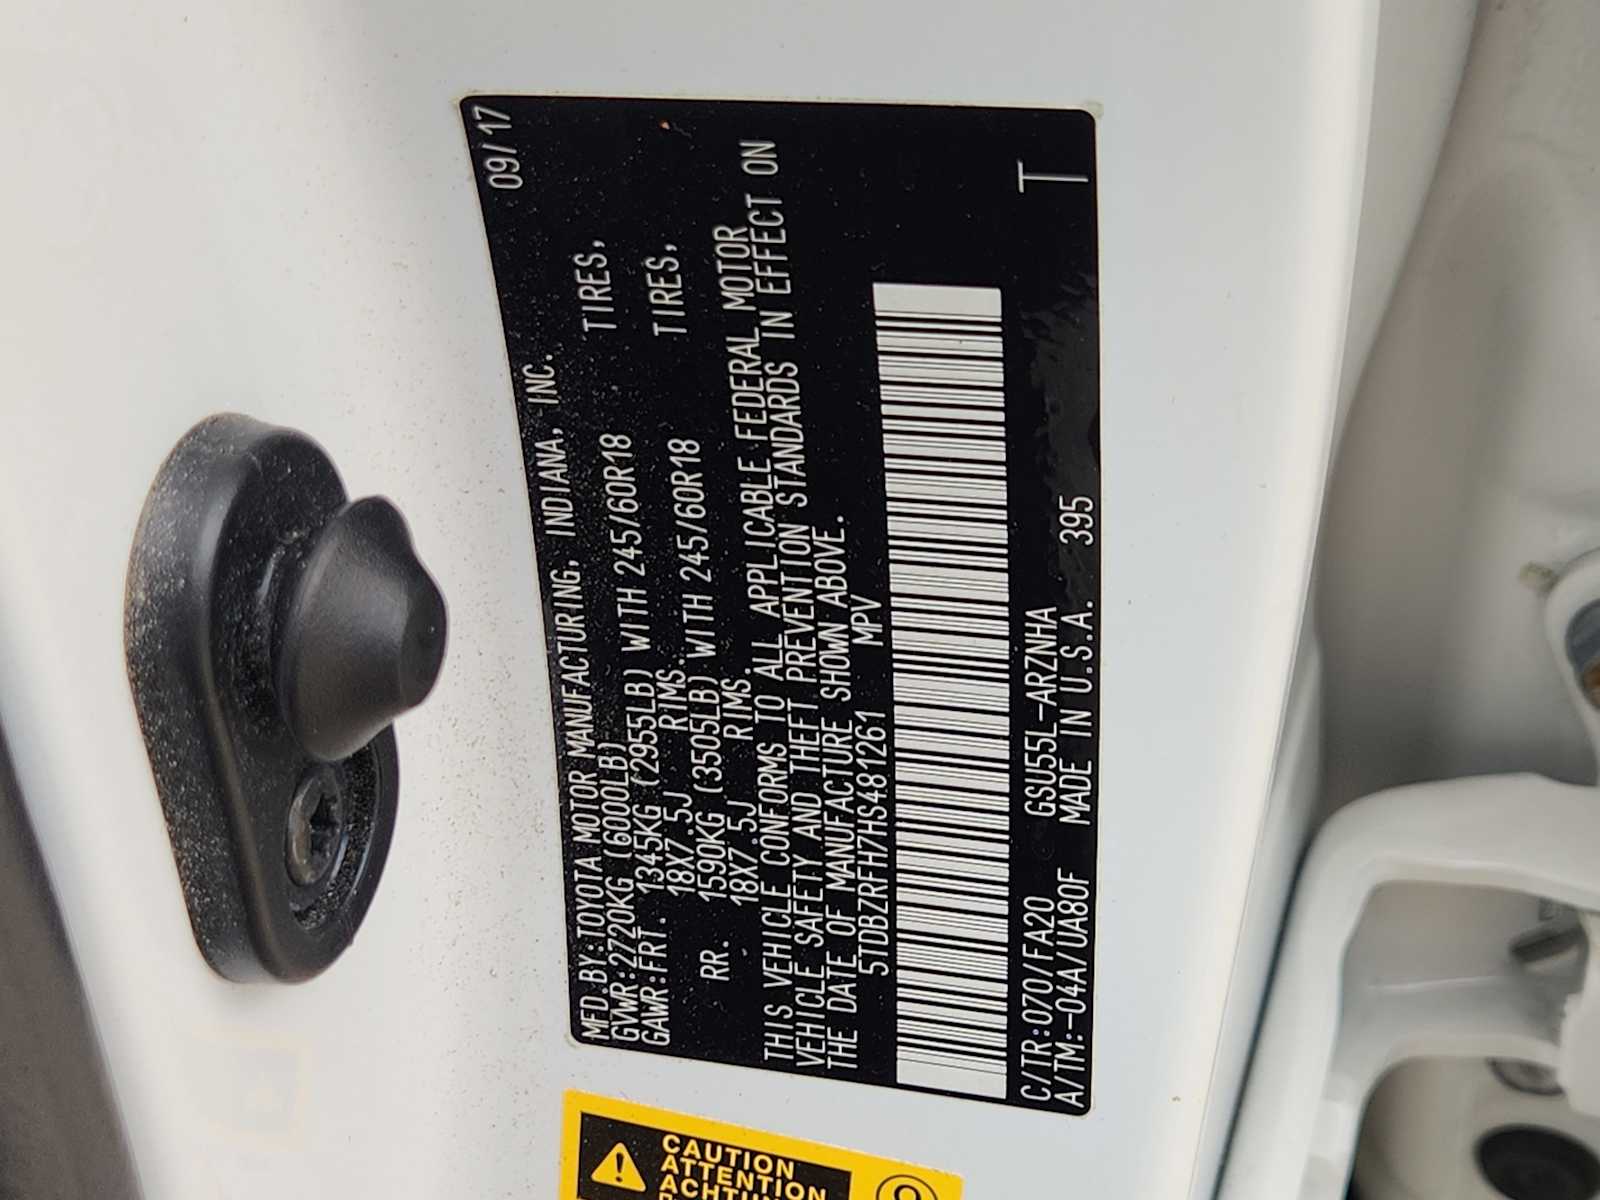 09/17
MFD.BY:TOYOTA MOTOR MANUFACTURING, INDIANA, INC.
GVWR:2720KG (6000LB)
GAWR:FRT. 1345KG (2955LB) WITH 245/60R18 TIRES,
18X7.5J RIMS.
RR. 1590KG (3505LB) WITH 245/60R18 TIRES,
18X7.5J RIMS.
THIS VEHICLE CONFORMS TO ALL APPLICABLE FEDERAL MOTOR
VEHICLE SAFETY AND THEFT PREVENTION STANDARDS IN EFFECT ON
THE DATE OF MANUFACTURE SHOWN ABOVE.
5TDBZRFH7HS481261 MPV
C/TR:070/FA20 GSU55L-ARZNHA T
A/TM:-04A/UA80F MADE IN U.S.A. 395
CAUTION
ATTENTION
ACHTUNG